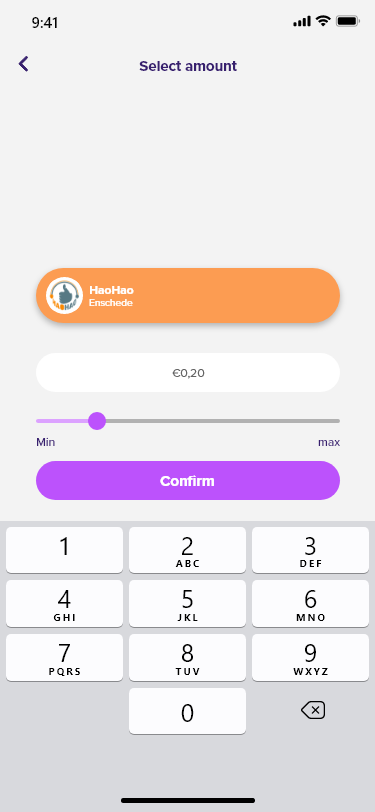 9:41
Select amount
HaoHao
Enschede
€0,20
Min max
Confirm
1 2 3
ABC DEF
4 5 6
GHI JKL MNO
7 8 9
PQRS TUV WXYZ
0